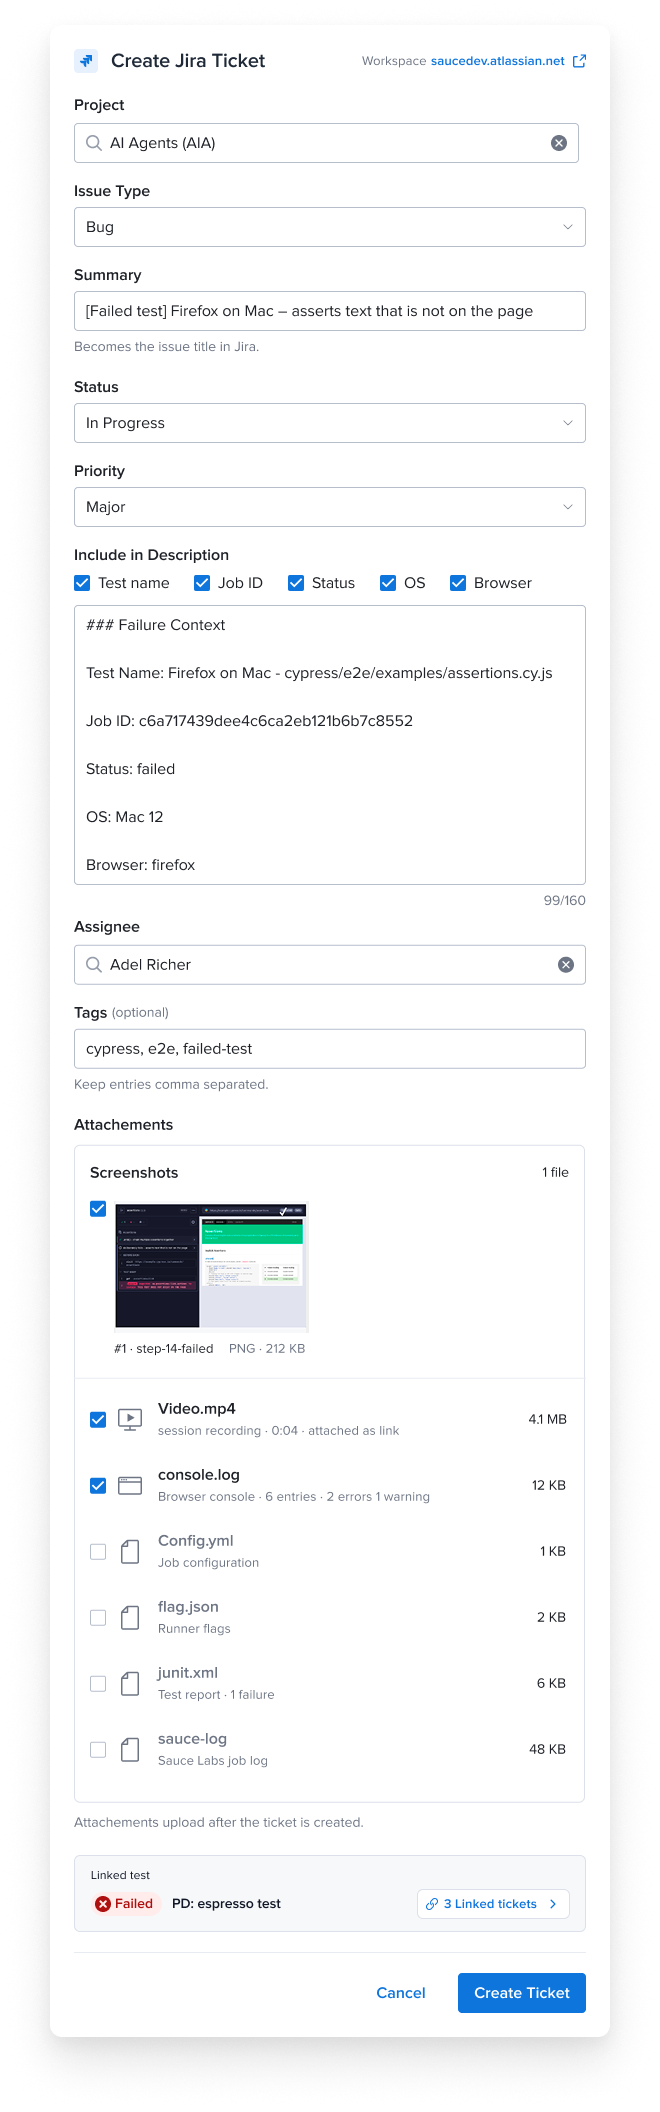 Create Jira Ticket
Workspace saucedev.atlassian.net
Project
AI Agents (AIA)
Issue Type
Bug
Summary
[Failed test] Firefox on Mac – asserts text that is not on the page
Becomes the issue title in Jira.
Status
In Progress
Priority
Major
Include in Description
Test name Job ID Status OS Browser
### Failure Context
Test Name: Firefox on Mac - cypress/e2e/examples/assertions.cy.js
Job ID: c6a717439dee4c6ca2eb121b6b7c8552
Status: failed
OS: Mac 12
Browser: firefox
99/160
Assignee
Adel Richer
Tags (optional)
cypress, e2e, failed-test
Keep entries comma separated.
Attachements
Screenshots 1 file
#1 · step-14-failed PNG · 212 KB
Video.mp4
session recording · 0:04 · attached as link
4.1 MB
console.log
Browser console · 6 entries · 2 errors 1 warning
12 KB
Config.yml
Job configuration
1 KB
flag.json
Runner flags
2 KB
junit.xml
Test report · 1 failure
6 KB
sauce-log
Sauce Labs job log
48 KB
Attachements upload after the ticket is created.
Linked test
Failed PD: espresso test
3 Linked tickets
Cancel Create Ticket